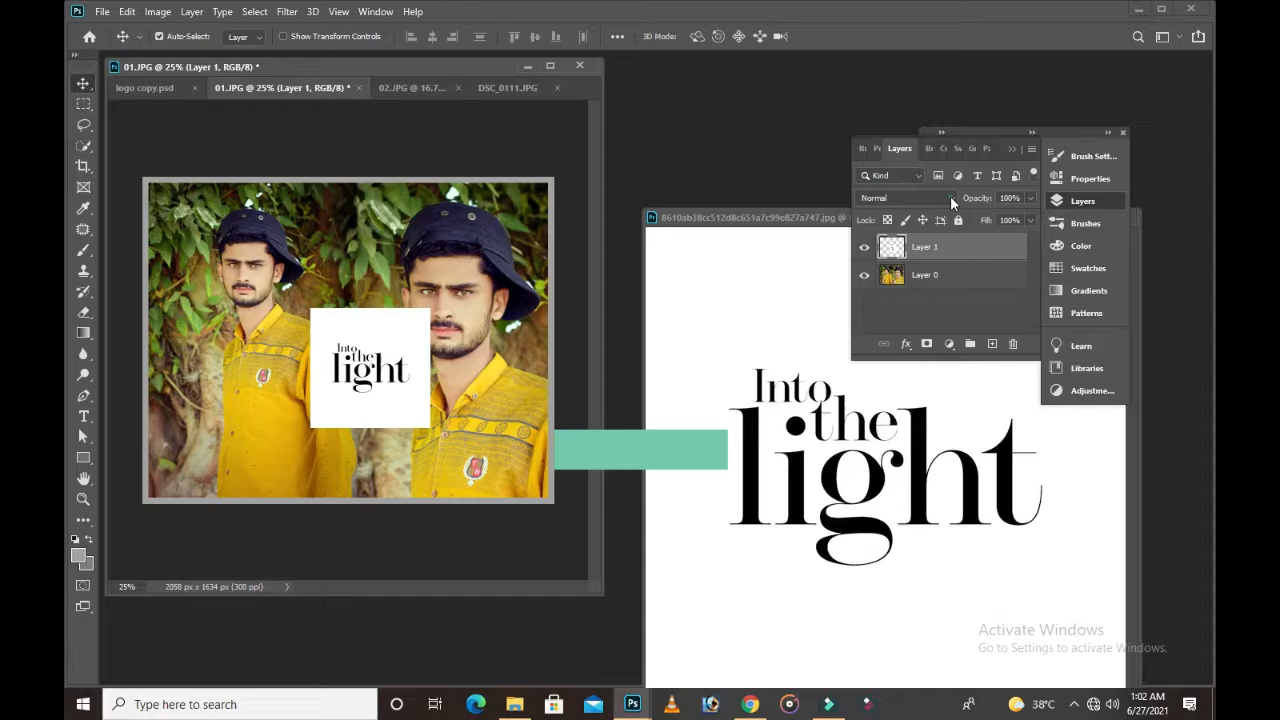 Ps File Edit Image Layer Type Select Filter 3D View Window Help
Auto-Select: Layer Show Transform Controls 3D Mode:
01.JPG @ 25% (Layer 1, RGB/8) *
logo copy.psd × 01.JPG @ 25% (Layer 1, RGB/8) * × 02.JPG @ 16.7... × DSC_0111.JPG ×
Layers
Kind
Normal Opacity: 100%
Lock: Fill: 100%
Layer 1
Layer 0
Brush Sett...
Properties
Layers
Brushes
Color
Swatches
Gradients
Patterns
Learn
Libraries
Adjustme...
8610ab38cc512d8c651a7c99e827a747.jpg @
Into
the
light
Into
the
light
25% 2058 px x 1634 px (300 ppi)
Activate Windows
Go to Settings to activate Windows.
Type here to search
Ps
38°C
1:02 AM
6/27/2021